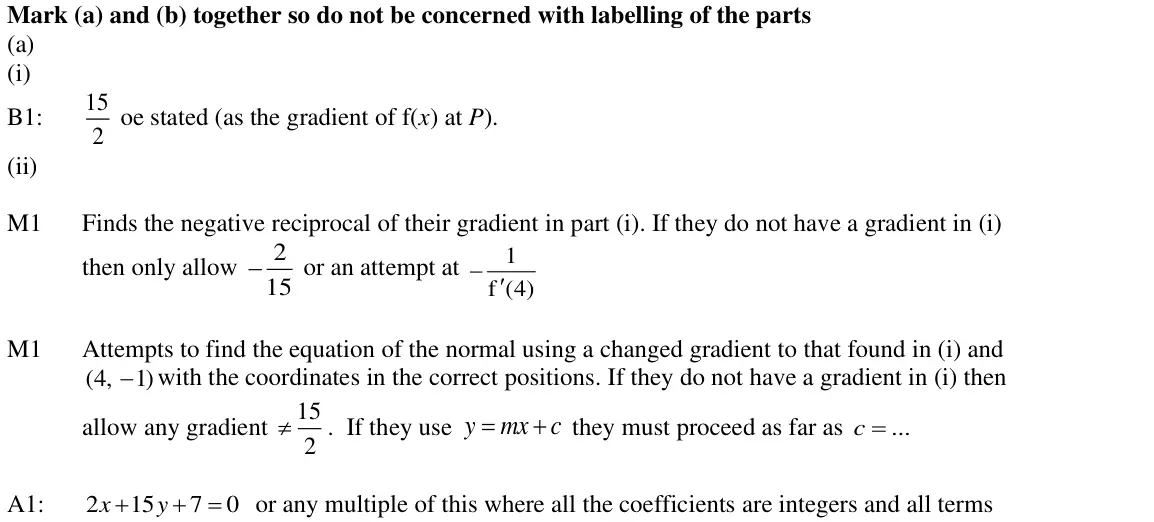 Mark (a) and (b) together so do not be concerned with labelling of the parts
(a)
(i)
B1: 15/2 oe stated (as the gradient of f(x) at P).
(ii)
M1 Finds the negative reciprocal of their gradient in part (i). If they do not have a gradient in (i)
then only allow −2/15 or an attempt at −1/f′(4)
M1 Attempts to find the equation of the normal using a changed gradient to that found in (i) and
(4, −1) with the coordinates in the correct positions. If they do not have a gradient in (i) then
allow any gradient ≠ 15/2. If they use y = mx + c they must proceed as far as c = ...
A1: 2x + 15y + 7 = 0 or any multiple of this where all the coefficients are integers and all terms